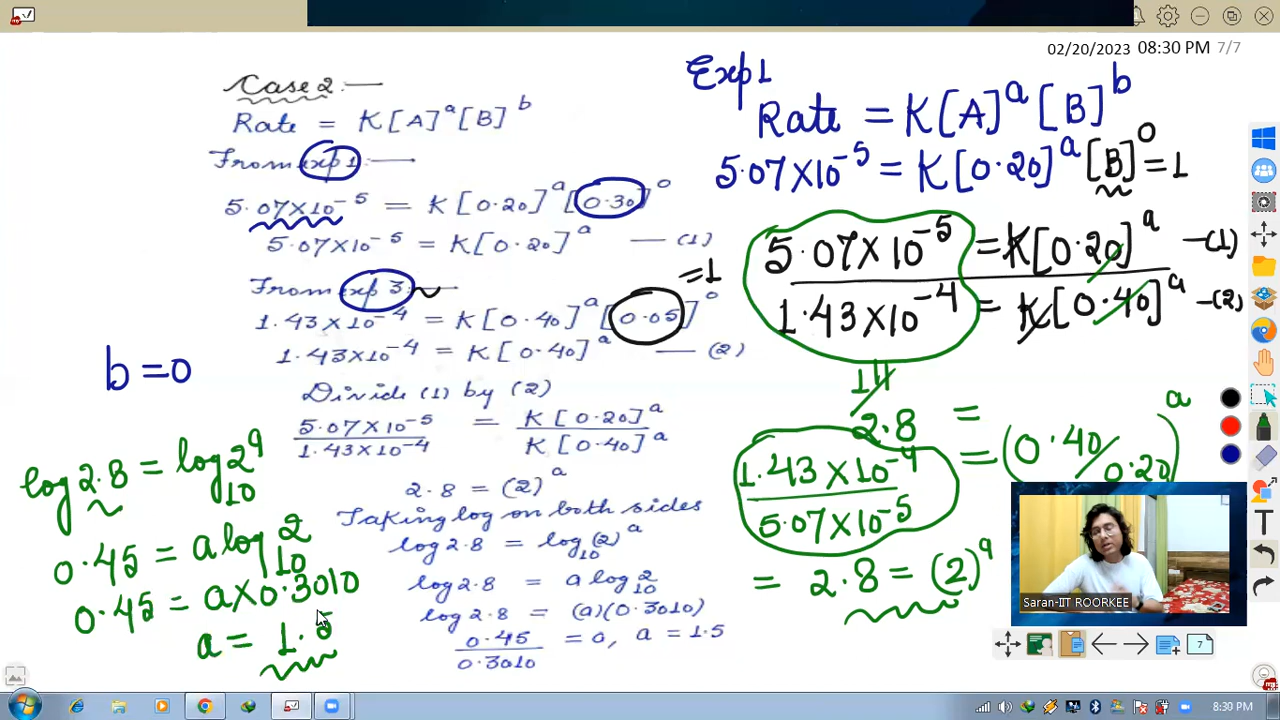 02/20/2023 08:30 PM 7/7
Case 2 :—
Rate = K[A]^a [B]^b
From exp 1 :—
5.07×10^-5 = K[0.20]^a [0.30]^0
5.07×10^-5 = K[0.20]^a —(1)
From exp 3 :—
=1
1.43×10^-4 = K[0.40]^a [0.05]^0
1.43×10^-4 = K[0.40]^a —(2)
Divide (1) by (2)
5.07×10^-5 / 1.43×10^-4 = K[0.20]^a / K[0.40]^a
2.8 = (2)^a
Taking log on both sides
log 2.8 = log10 (2)^a
log 2.8 = a log10 2
log 2.8 = (a)(0.3010)
0.45 / 0.3010 = 0, a = 1.5
b = 0
log 2.8 = log10 2^a
0.45 = a log10 2
0.45 = a × 0.3010
a = 1.5
Exp 1
Rate = K[A]^a [B]^b
5.07×10^-5 = K[0.20]^a [B]^0 = 1
5.07×10^-5 = K[0.20]^a —(1)
1.43×10^-4 = K[0.40]^a —(2)
2.8 =
1.43×10^-4 / 5.07×10^-5 = (0.40/0.20)^a
= 2.8 = (2)^a
Saran-IIT ROORKEE
7
8:30 PM